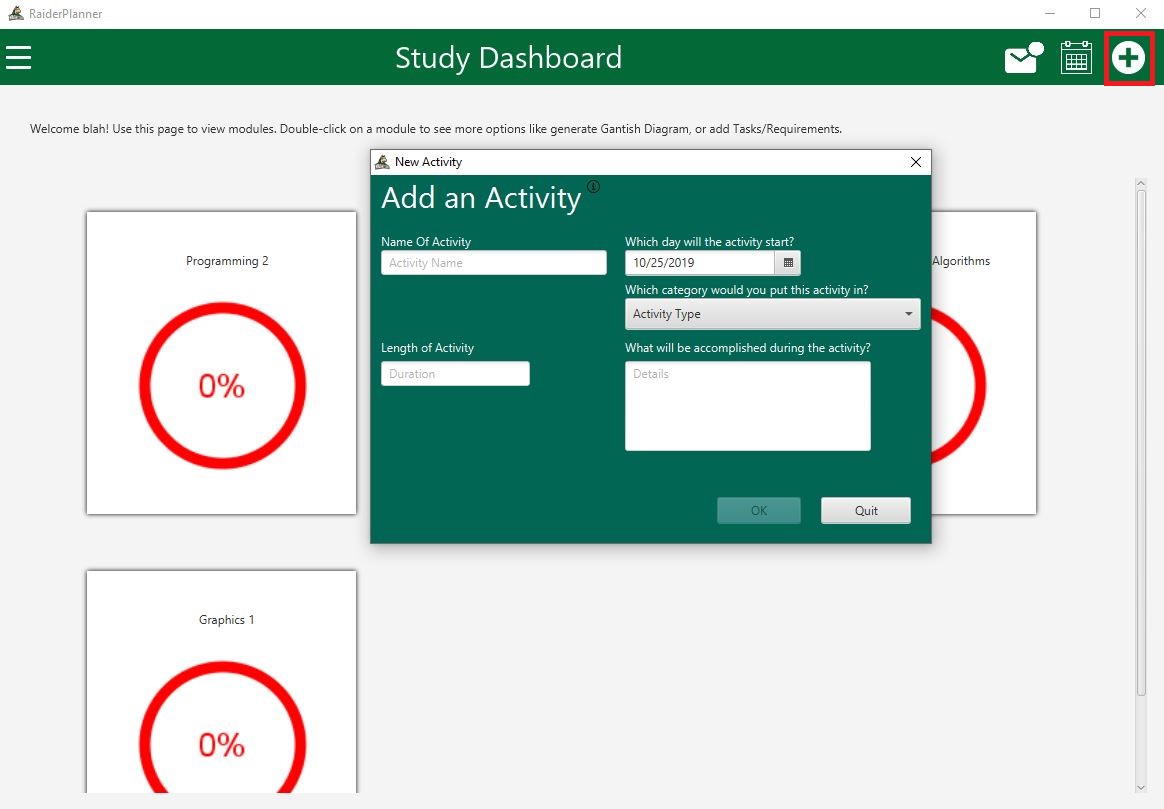 RaiderPlanner
Study Dashboard
Welcome blah! Use this page to view modules. Double-click on a module to see more options like generate Gantish Diagram, or add Tasks/Requirements.
New Activity
Add an Activity
Name Of Activity
Activity Name
Which day will the activity start?
10/25/2019
Which category would you put this activity in?
Activity Type
Length of Activity
Duration
What will be accomplished during the activity?
Details
OK
Quit
Programming 2
0%
Algorithms
Graphics 1
0%